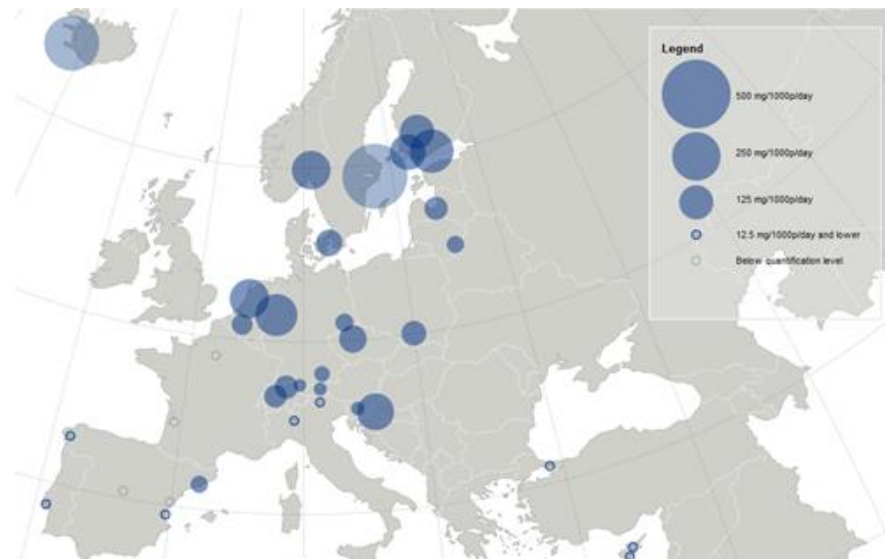 Legend
500 mg/1000p/day
250 mg/1000p/day
125 mg/1000p/day
12.5 mg/1000p/day and lower
Below quantification level